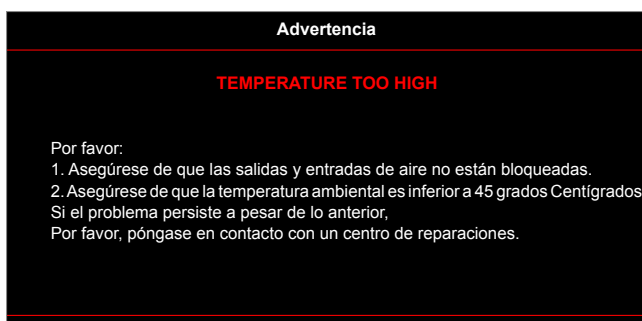 Advertencia
TEMPERATURE TOO HIGH
Por favor:
1. Asegúrese de que las salidas y entradas de aire no están bloqueadas.
2. Asegúrese de que la temperatura ambiental es inferior a 45 grados Centígrados
Si el problema persiste a pesar de lo anterior,
Por favor, póngase en contacto con un centro de reparaciones.